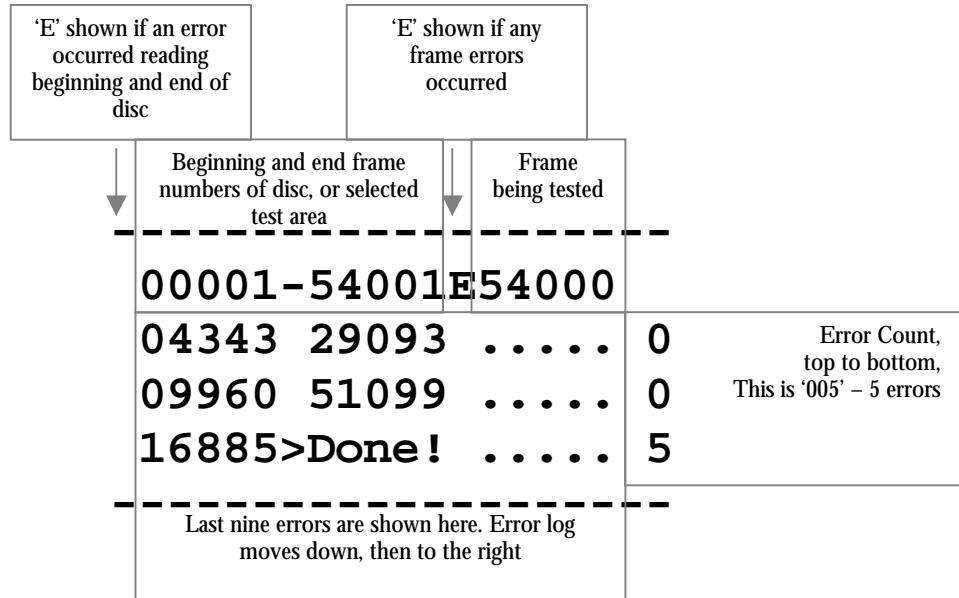 ‘E’ shown if an error
occurred reading
beginning and end of
disc
‘E’ shown if any
frame errors
occurred
Beginning and end frame
numbers of disc, or selected
test area
Frame
being tested
00001-54001E54000
04343 29093 ..... 0
09960 51099 ..... 0
16885>Done! ..... 5
Error Count,
top to bottom,
This is ‘005’ – 5 errors
Last nine errors are shown here. Error log
moves down, then to the right